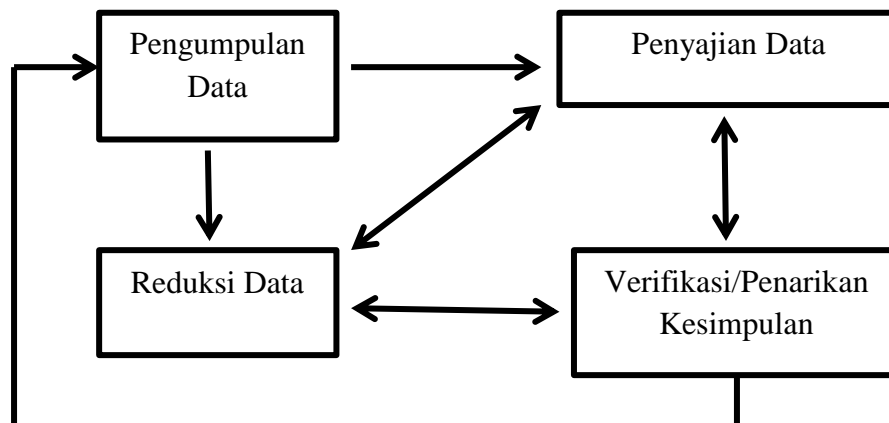 Pengumpulan
Data
Penyajian Data
Reduksi Data
Verifikasi/Penarikan
Kesimpulan